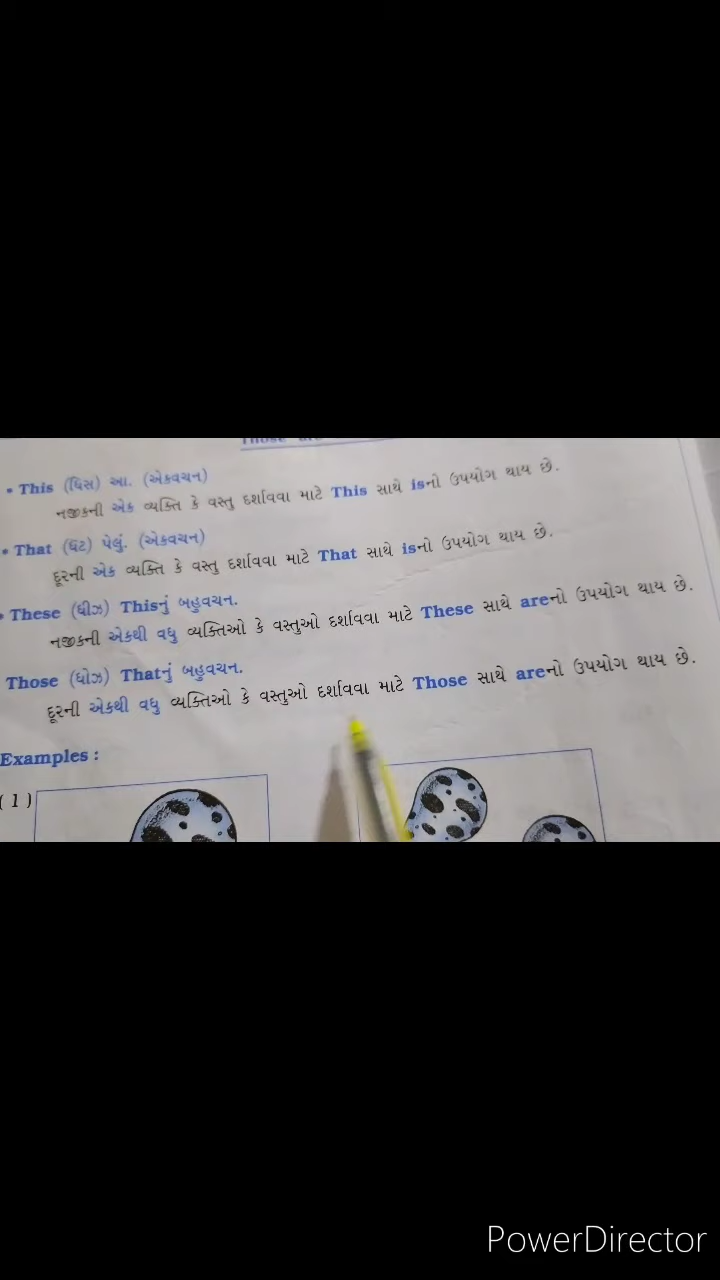 Those are
• This (ધિસ) આ. (એકવચન)
નજીકની એક વ્યક્તિ કે વસ્તુ દર્શાવવા માટે This સાથે isનો ઉપયોગ થાય છે.
• That (ધેટ) પેલું. (એકવચન)
દૂરની એક વ્યક્તિ કે વસ્તુ દર્શાવવા માટે That સાથે isનો ઉપયોગ થાય છે.
• These (ધીઝ) Thisનું બહુવચન.
નજીકની એકથી વધુ વ્યક્તિઓ કે વસ્તુઓ દર્શાવવા માટે These સાથે areનો ઉપયોગ થાય છે.
Those (ધોઝ) Thatનું બહુવચન.
દૂરની એકથી વધુ વ્યક્તિઓ કે વસ્તુઓ દર્શાવવા માટે Those સાથે areનો ઉપયોગ થાય છે.
Examples :
(1)
PowerDirector